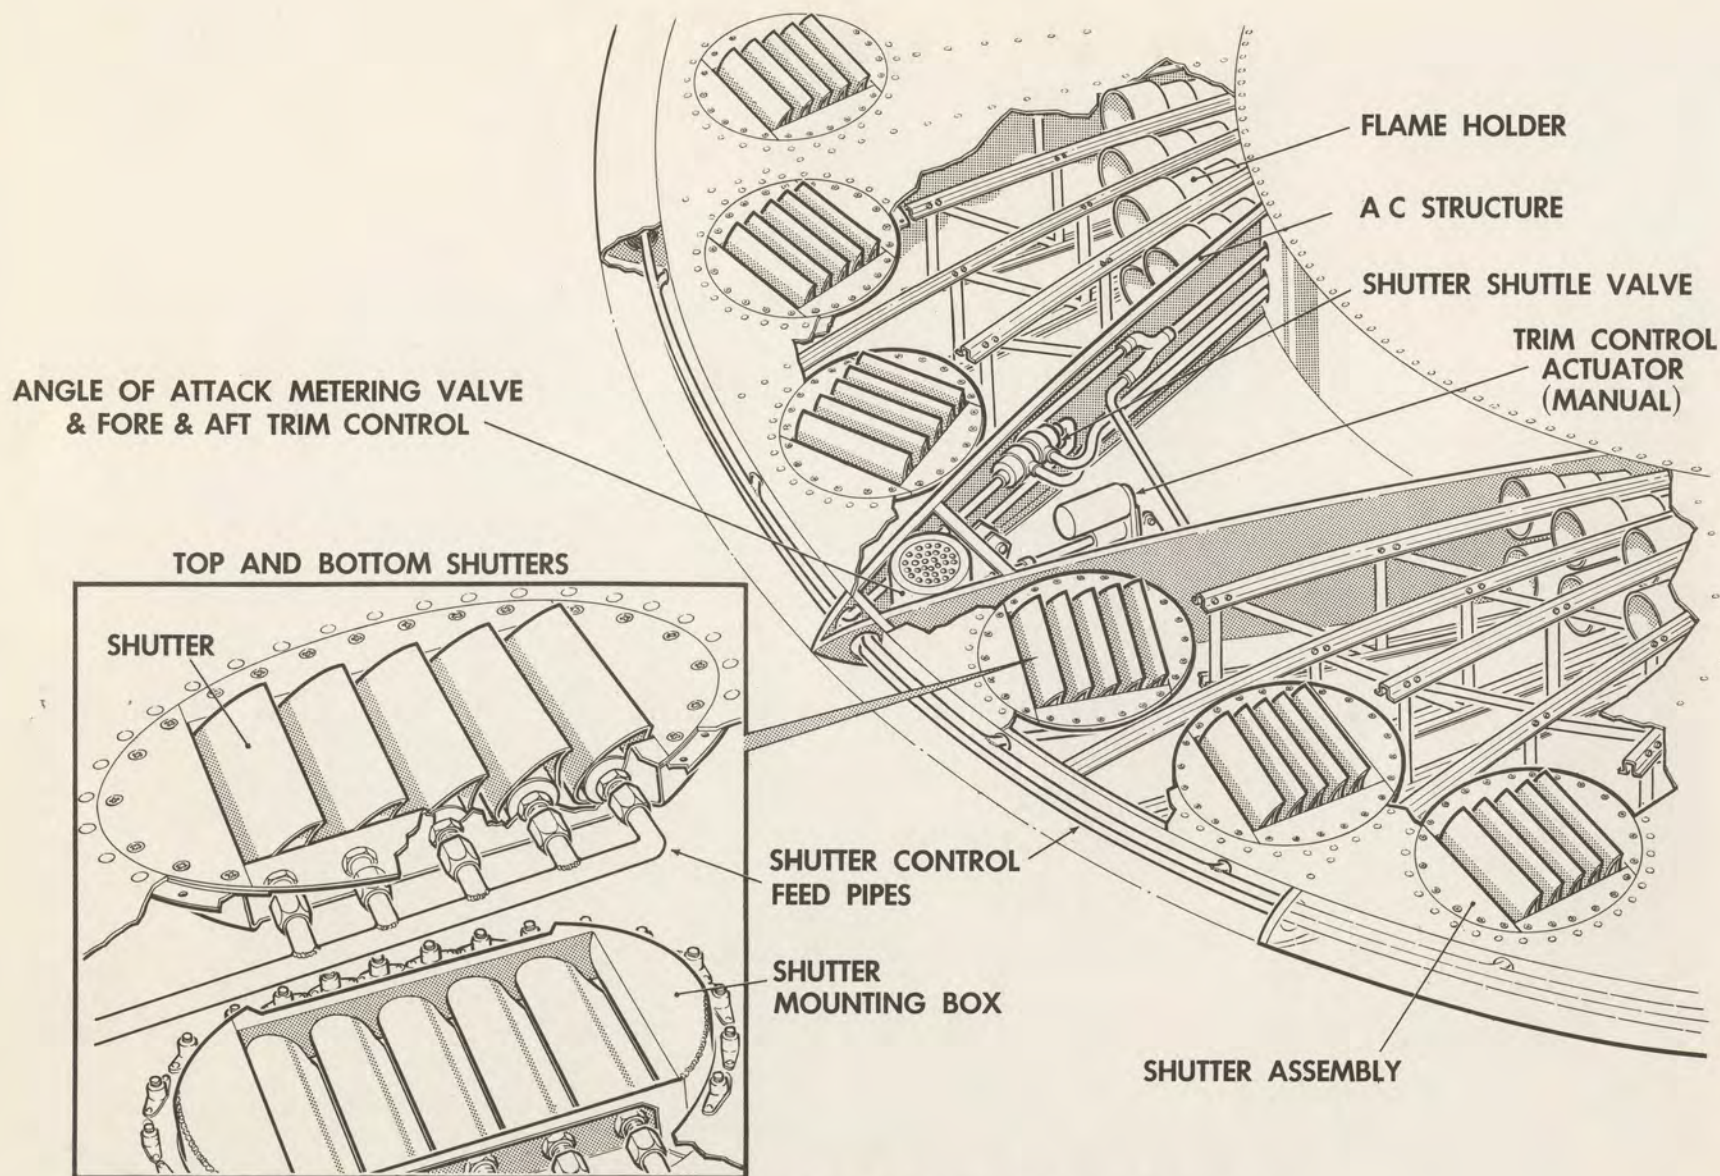 FLAME HOLDER
A C STRUCTURE
SHUTTER SHUTTLE VALVE
TRIM CONTROL
ACTUATOR
(MANUAL)
ANGLE OF ATTACK METERING VALVE
& FORE & AFT TRIM CONTROL
TOP AND BOTTOM SHUTTERS
SHUTTER
SHUTTER CONTROL
FEED PIPES
SHUTTER
MOUNTING BOX
SHUTTER ASSEMBLY